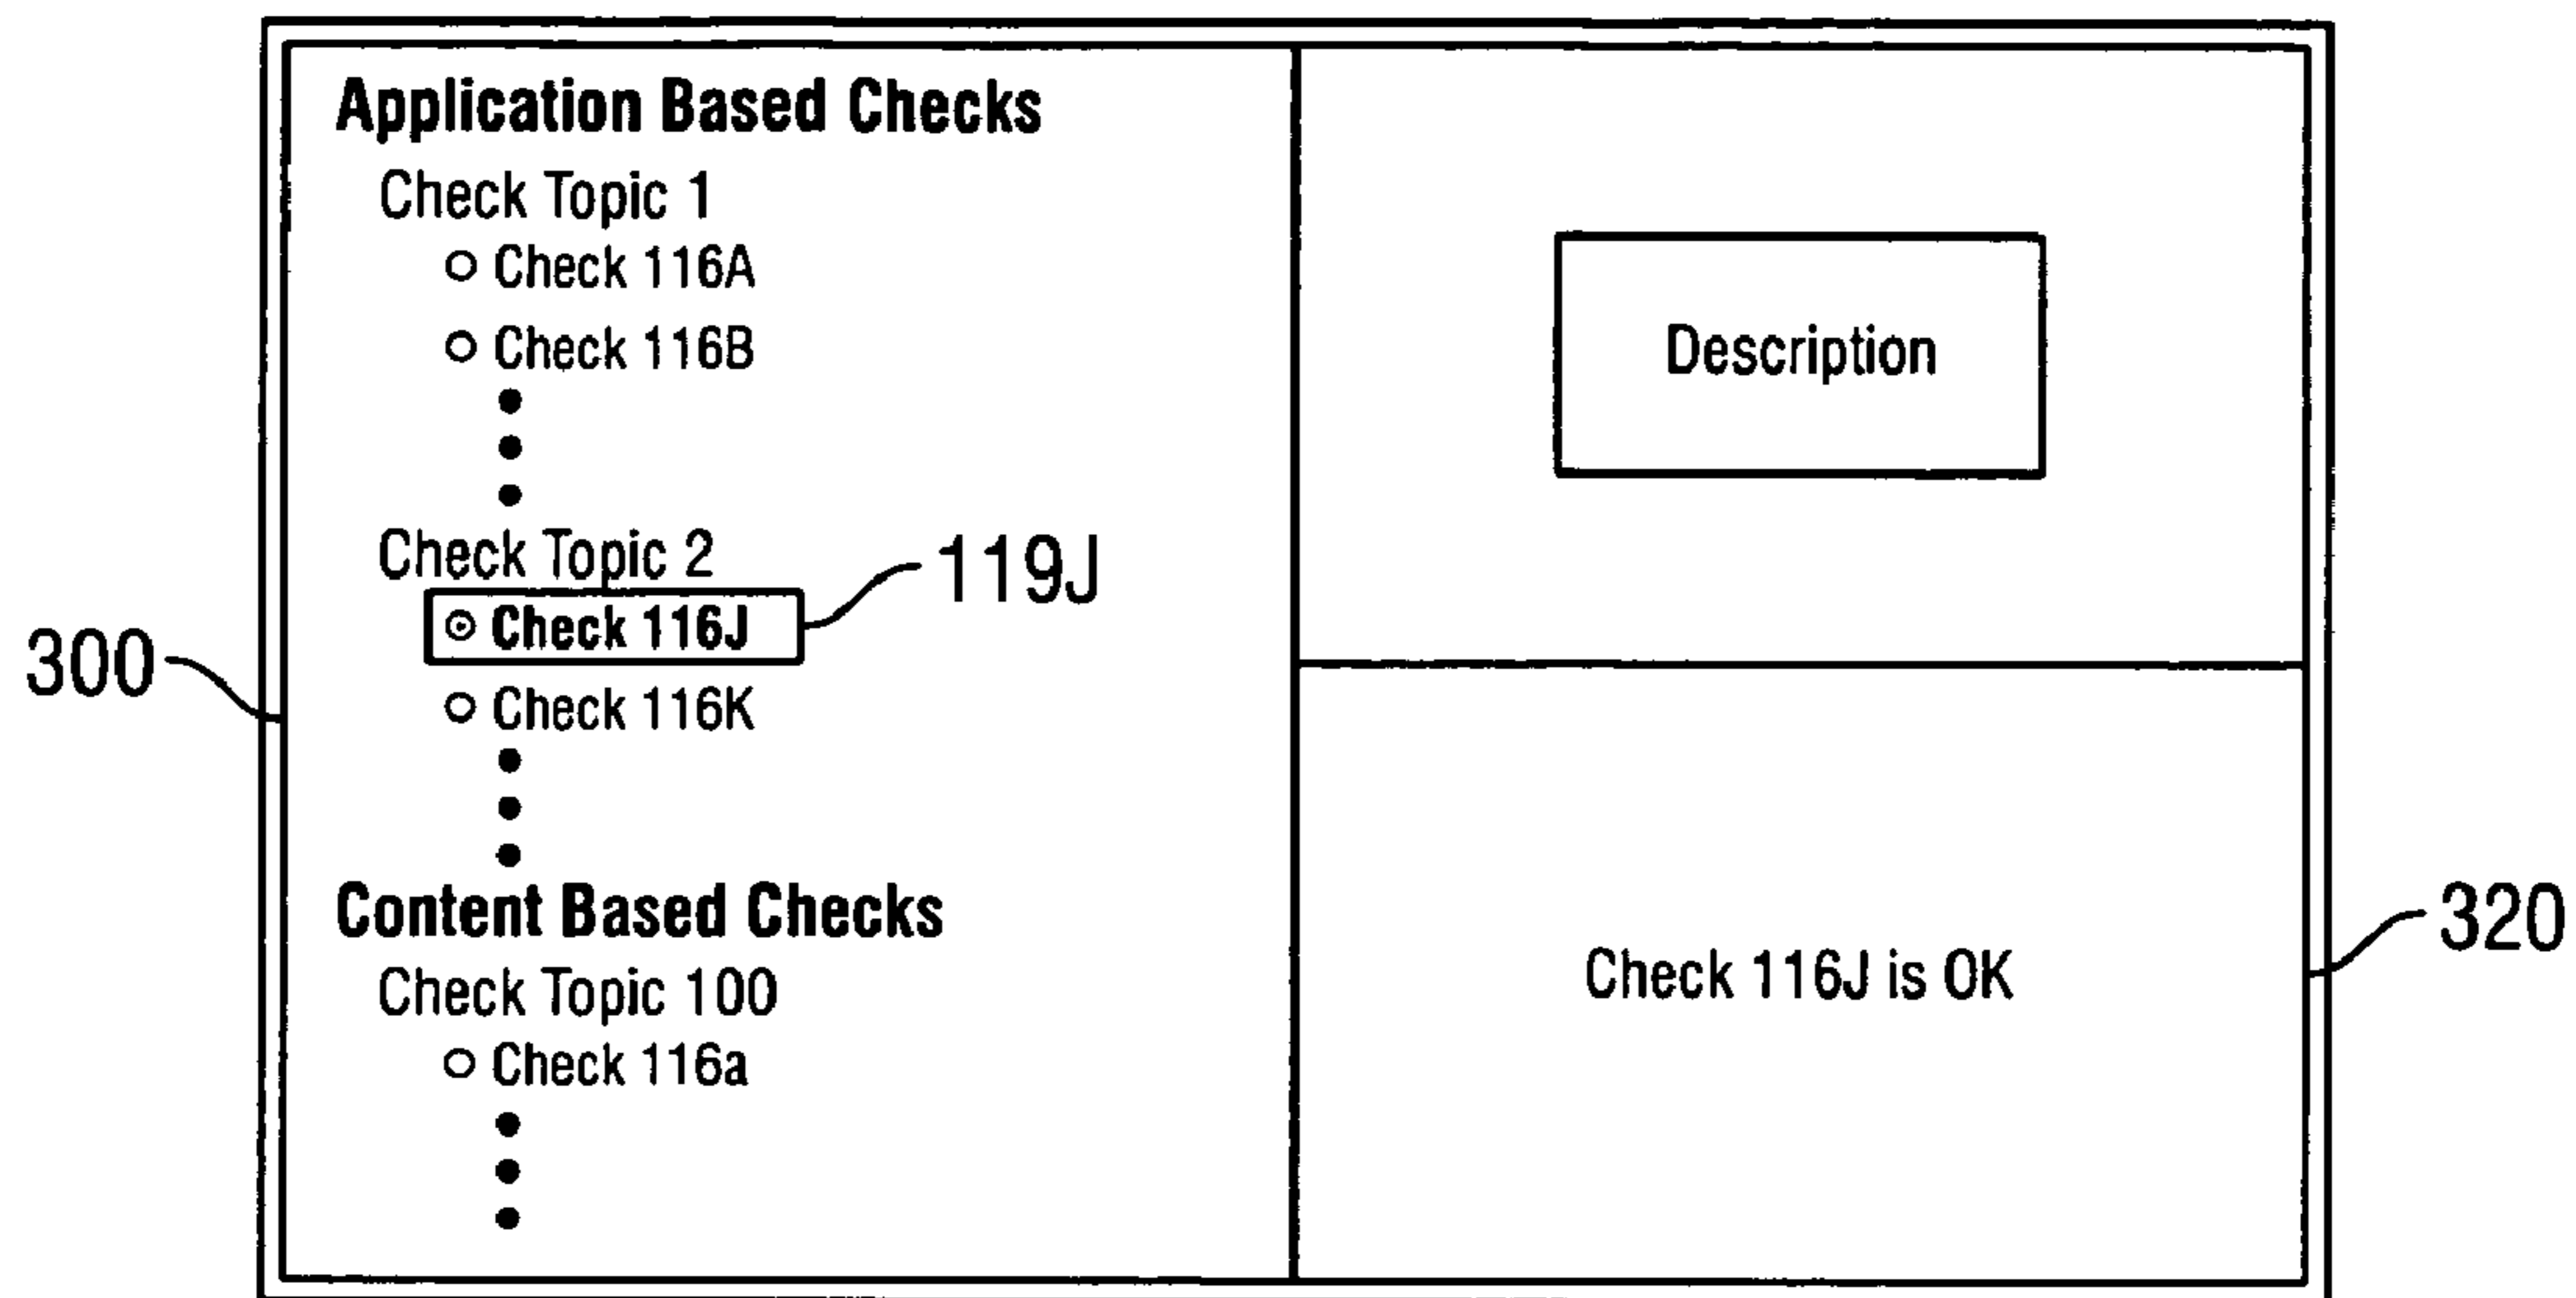 Application Based Checks
Check Topic 1
Check 116A
Check 116B
Check Topic 2
119J
Check 116J
300
Check 116K
Content Based Checks
Check Topic 100
Check 116a
Description
320
Check 116J is OK